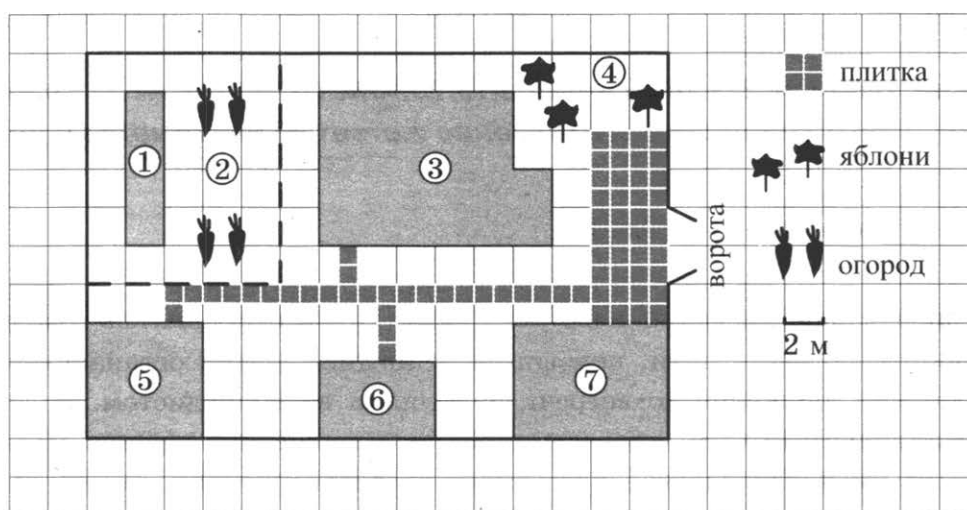 ④
плитка
①
②
③
яблони
ворота
огород
2 м
⑤
⑥
⑦